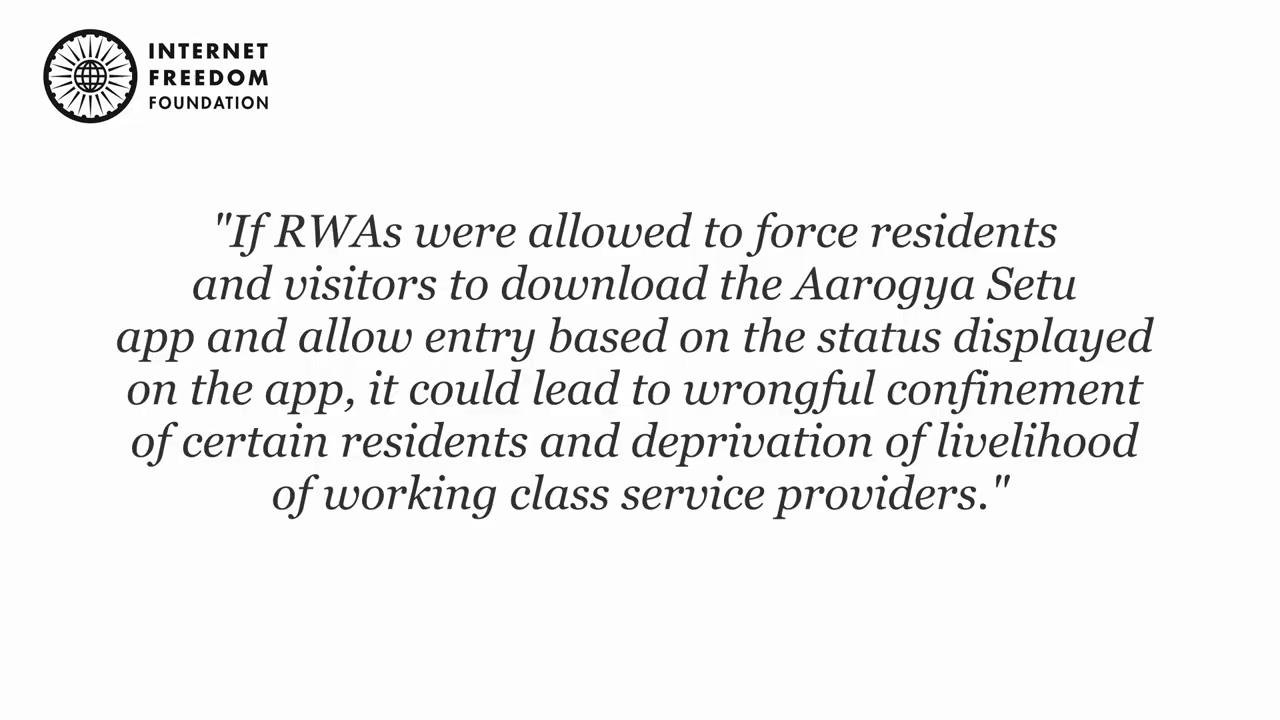 INTERNET
FREEDOM
FOUNDATION
"If RWAs were allowed to force residents
and visitors to download the Aarogya Setu
app and allow entry based on the status displayed
on the app, it could lead to wrongful confinement
of certain residents and deprivation of livelihood
of working class service providers."